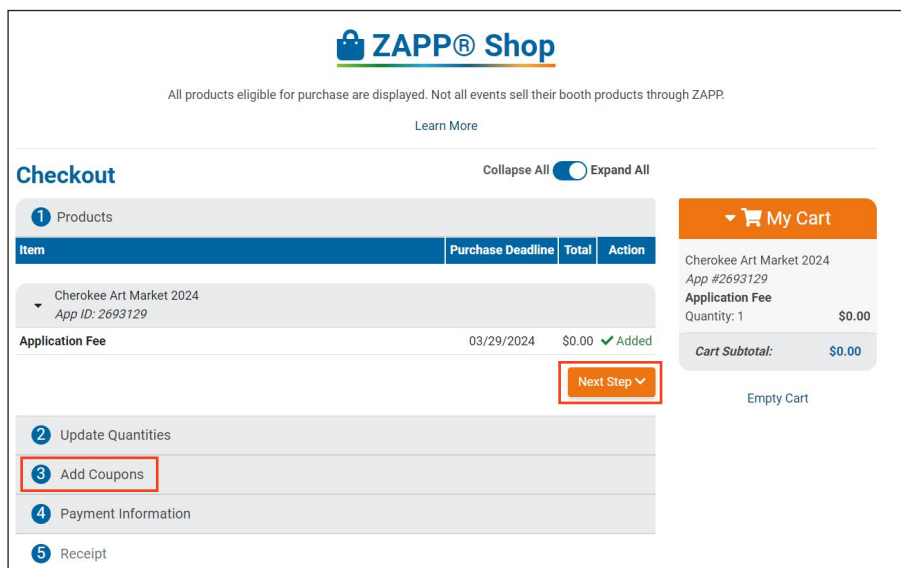 ZAPP® Shop
All products eligible for purchase are displayed. Not all events sell their booth products through ZAPP.
Learn More
Checkout
Collapse All Expand All
1 Products
Item Purchase Deadline Total Action
Cherokee Art Market 2024
App ID: 2693129
Application Fee 03/29/2024 $0.00 Added
Next Step
2 Update Quantities
3 Add Coupons
4 Payment Information
5 Receipt
My Cart
Cherokee Art Market 2024
App #2693129
Application Fee
Quantity: 1 $0.00
Cart Subtotal: $0.00
Empty Cart